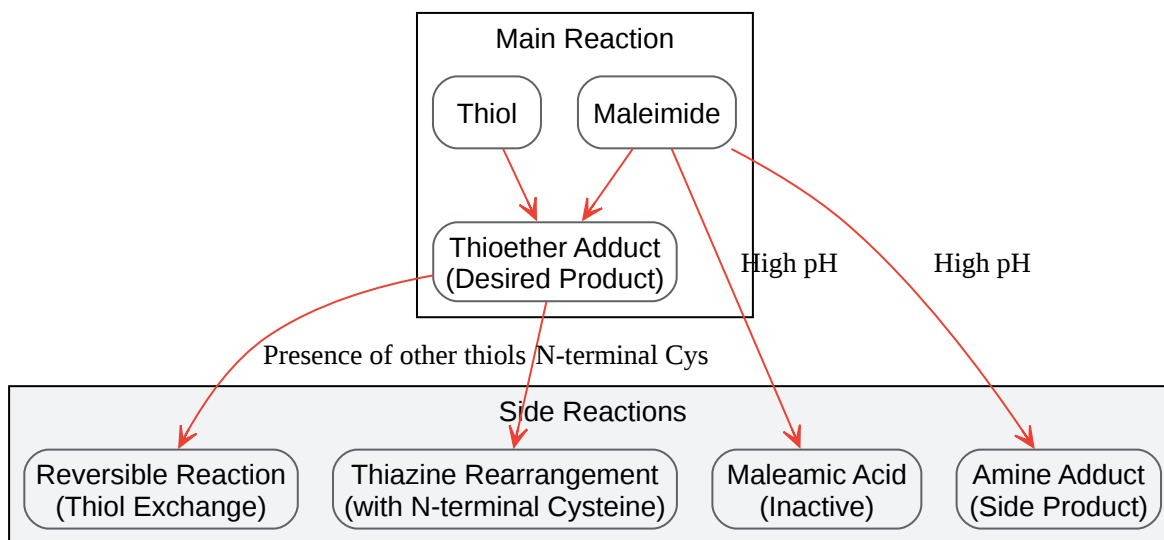 Main Reaction
Thiol
Maleimide
Thioether Adduct
(Desired Product)
High pH
High pH
Presence of other thiols
N-terminal Cys
Side Reactions
Reversible Reaction
(Thiol Exchange)
Thiazine Rearrangement
(with N-terminal Cysteine)
Maleamic Acid
(Inactive)
Amine Adduct
(Side Product)